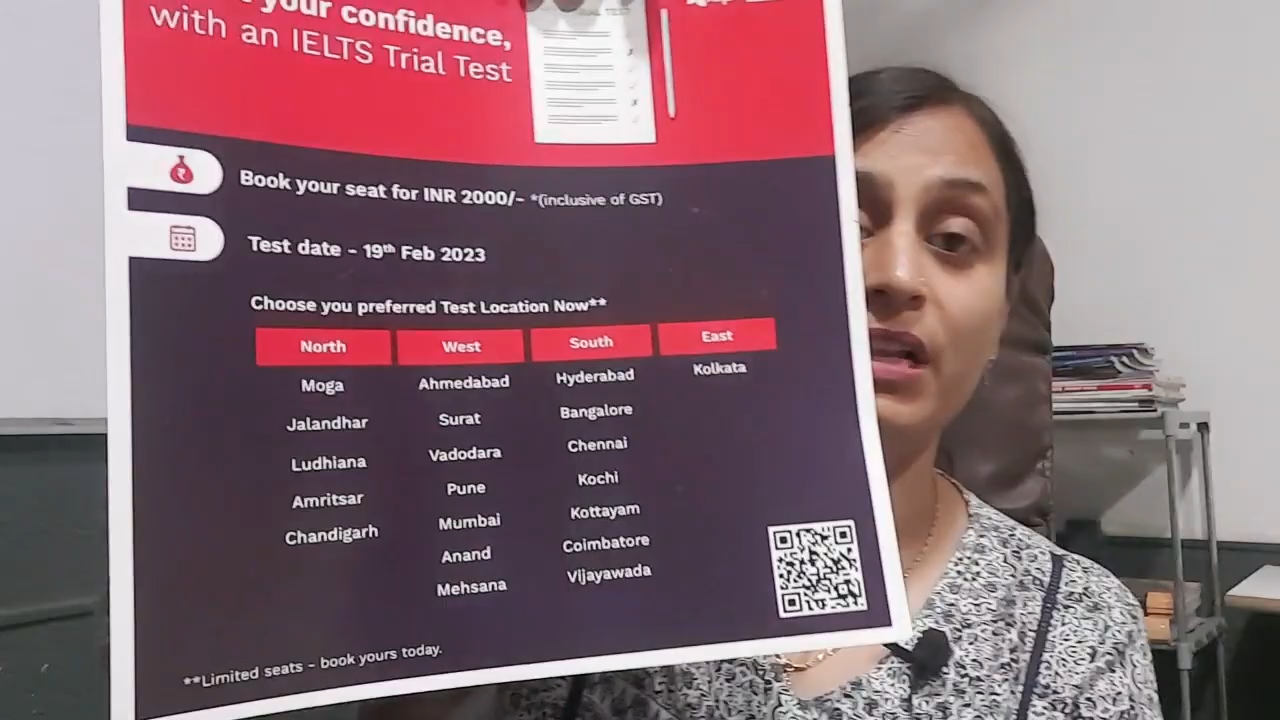 your confidence,
with an IELTS Trial Test
Book your seat for INR 2000/- *(inclusive of GST)
Test date - 19th Feb 2023
Choose you preferred Test Location Now**
North West South East
Moga Ahmedabad Hyderabad Kolkata
Jalandhar Surat Bangalore
Ludhiana Vadodara Chennai
Amritsar Pune Kochi
Chandigarh Mumbai Kottayam
Anand Coimbatore
Mehsana Vijayawada
**Limited seats - book yours today.